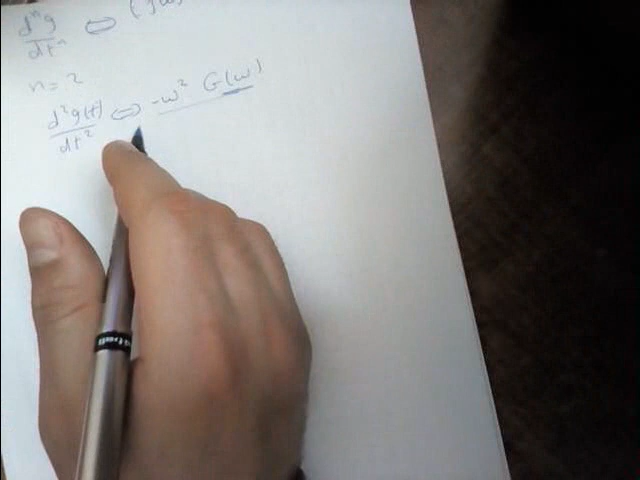 dⁿg/dtⁿ ⇔ (jω)
n = 2
d²g(t)/dt² ⇔ -ω² G(ω)